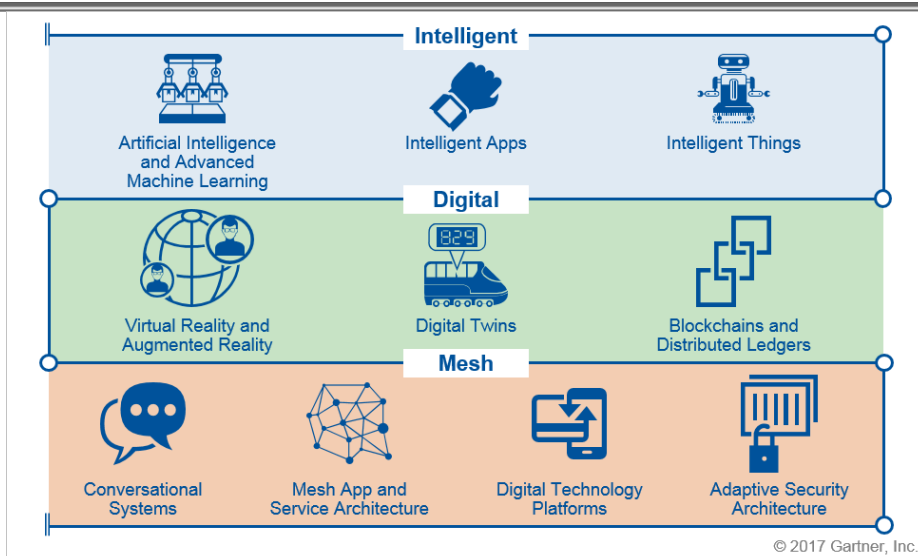 Intelligent
Artificial Intelligence
and Advanced
Machine Learning
Intelligent Apps
Intelligent Things
Digital
829
Virtual Reality and
Augmented Reality
Digital Twins
Blockchains and
Distributed Ledgers
Mesh
Conversational
Systems
Mesh App and
Service Architecture
Digital Technology
Platforms
Adaptive Security
Architecture
© 2017 Gartner, Inc.